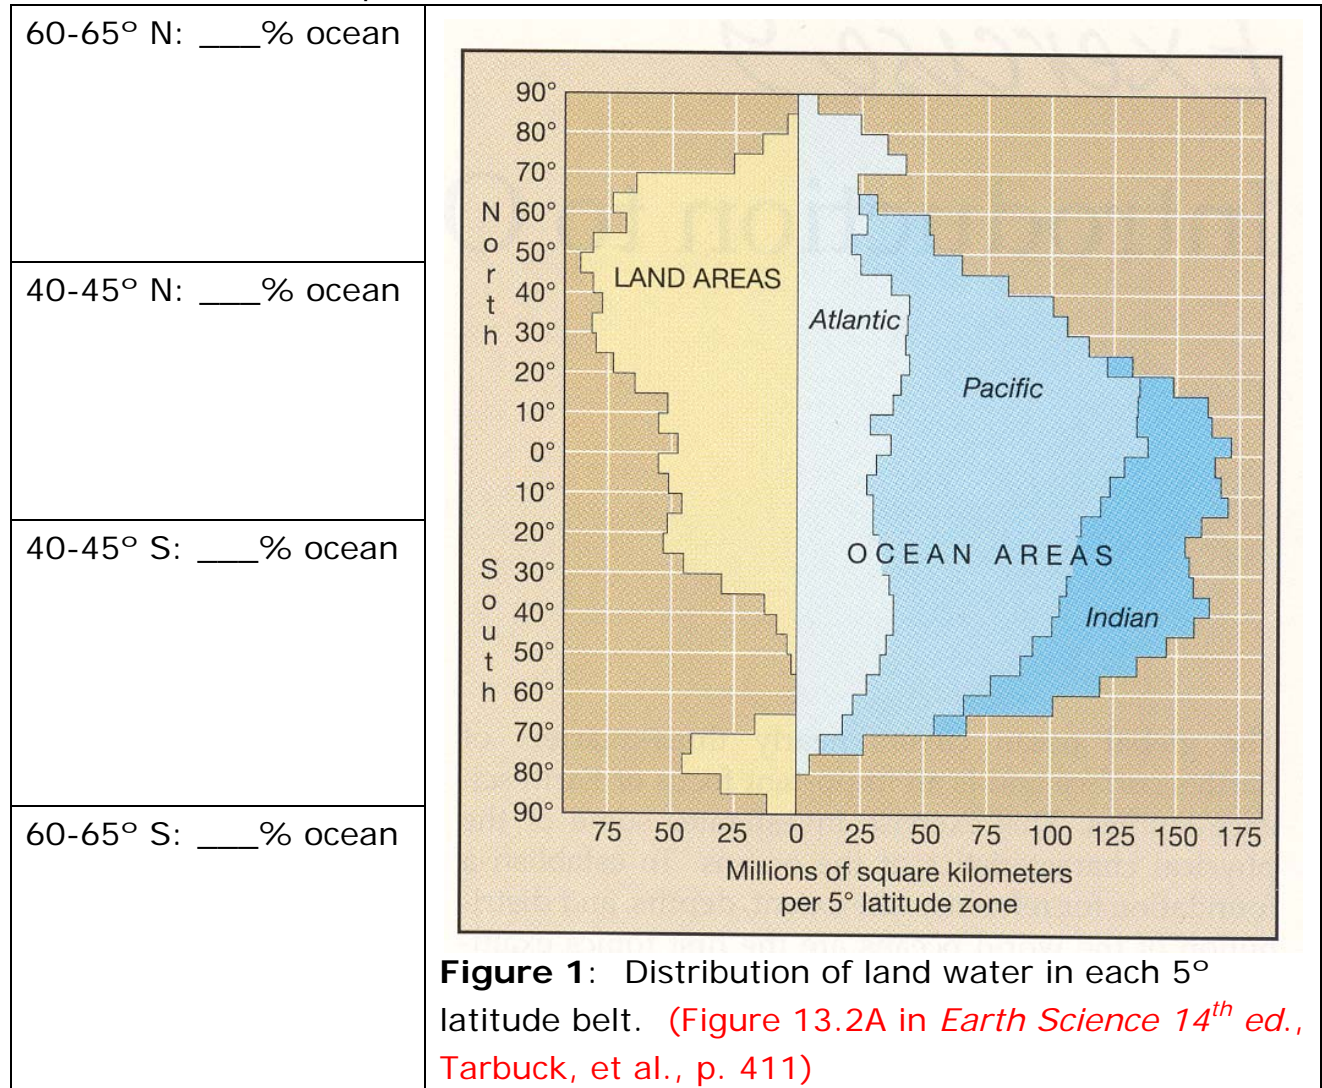 60-65° N: ___% ocean
40-45° N: ___% ocean
40-45° S: ___% ocean
60-65° S: ___% ocean
90°
80°
70°
60°
50°
40°
30°
20°
10°
0°
10°
20°
30°
40°
50°
60°
70°
80°
90°
North
South
LAND AREAS
Atlantic
Pacific
OCEAN AREAS
Indian
75 50 25 0 25 50 75 100 125 150 175
Millions of square kilometers
per 5° latitude zone
Figure 1: Distribution of land water in each 5°
latitude belt. (Figure 13.2A in Earth Science 14th ed.,
Tarbuck, et al., p. 411)